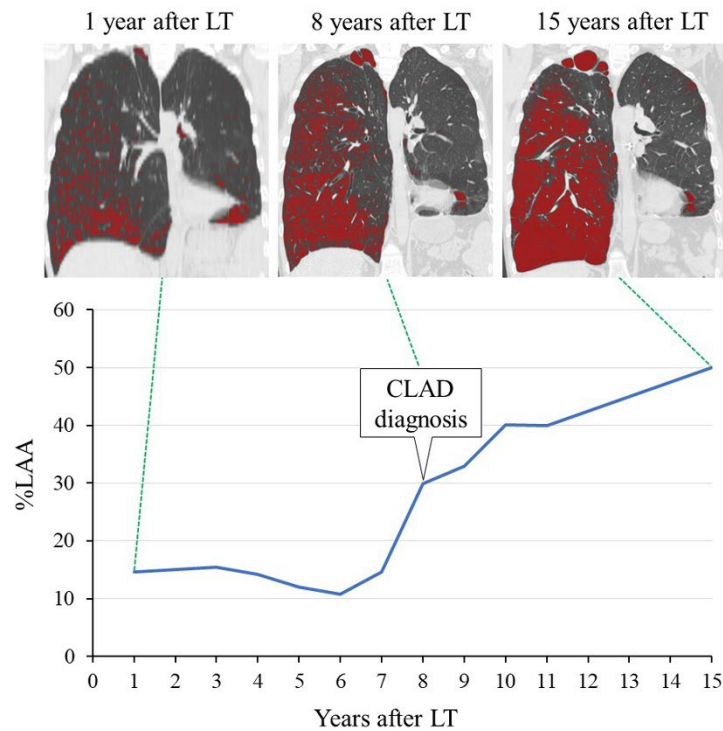 1 year after LT 8 years after LT 15 years after LT
60
50
CLAD
diagnosis
40
%LAA
30
20
10
0
0 1 2 3 4 5 6 7 8 9 10 11 12 13 14 15
Years after LT